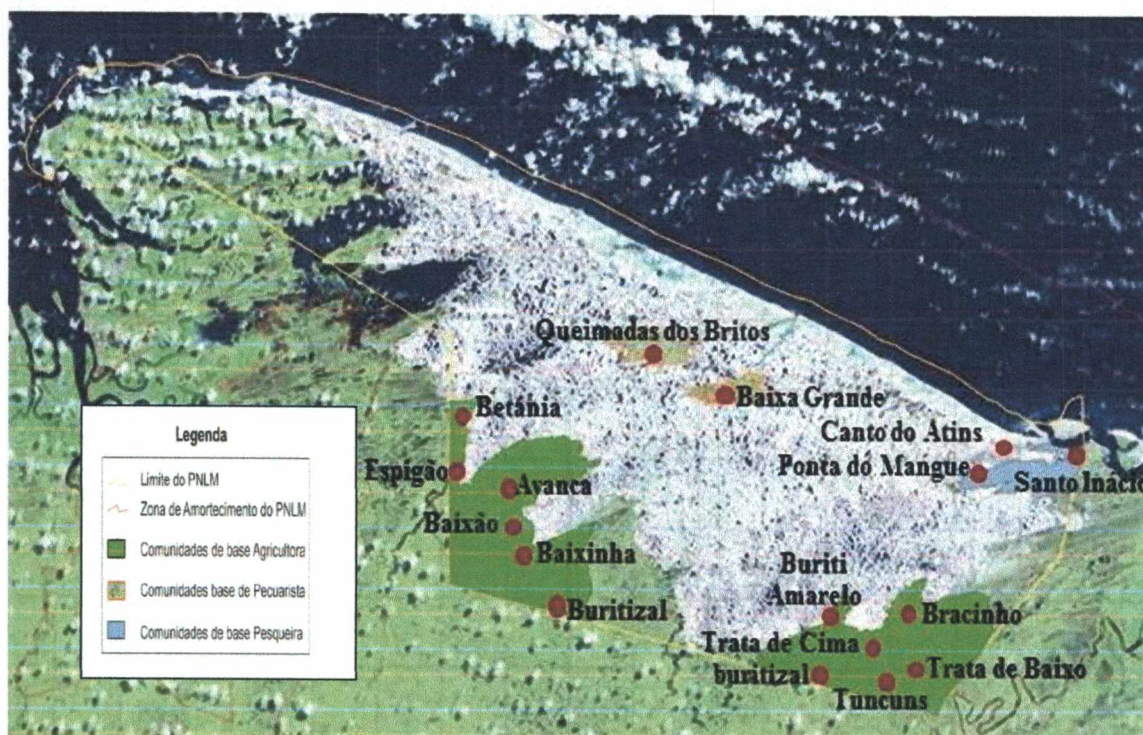 Queimadas dos Britos
Baixa Grande
Betánia
Canto do Atins
Ponta do Mangue
Santo Inácio
Espigão
Avanca
Baixão
Baixinha
Buritizal
Buriti
Amarelo
Bracinho
Trata de Cima
buritizal
Trata de Baixo
Tuncuns
Legenda
Limite do PNLM
Zona de Amortecimento do PNLM
Comunidades de base Agricultora
Comunidades base de Pecuarista
Comunidades de base Pesqueira